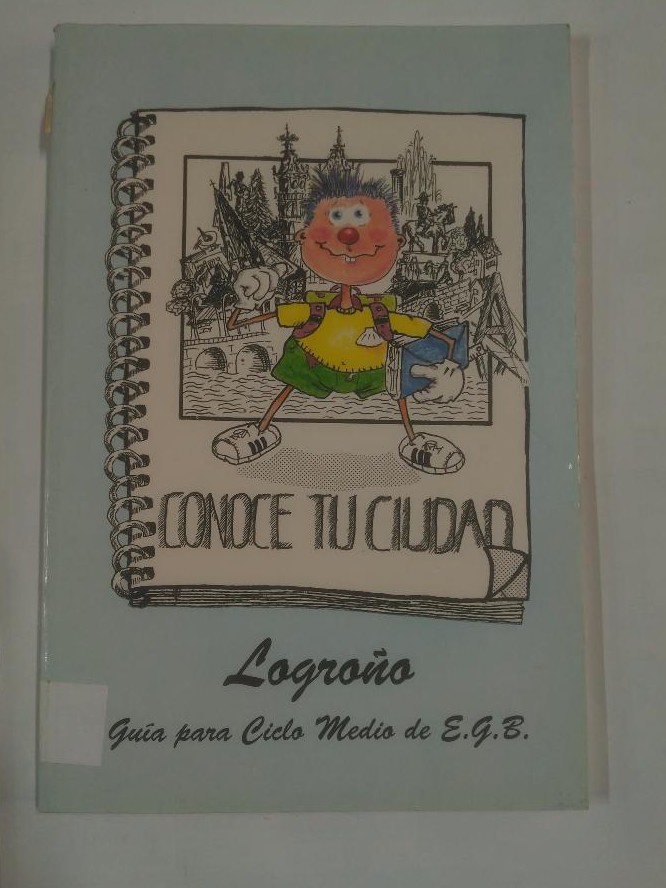 CONOCE TU CIUDAD
Logroño
Guía para Ciclo Medio de E.G.B.